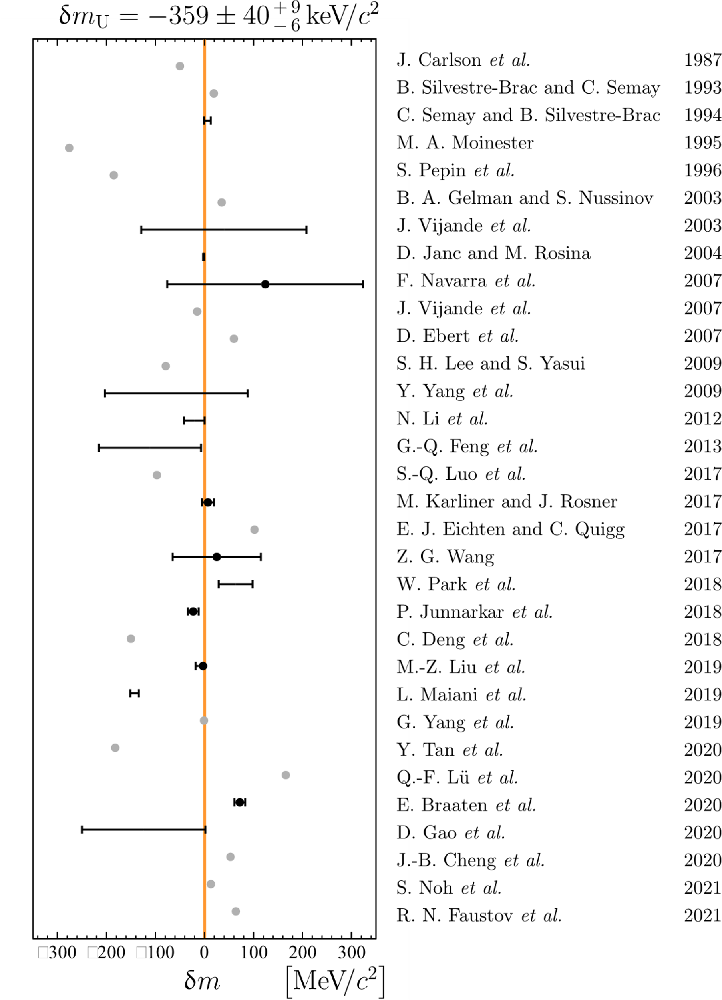 δm_U = −359 ± 40 ⁺⁹₋₆ keV/c²
J. Carlson et al. 1987
B. Silvestre-Brac and C. Semay 1993
C. Semay and B. Silvestre-Brac 1994
M. A. Moinester 1995
S. Pepin et al. 1996
B. A. Gelman and S. Nussinov 2003
J. Vijande et al. 2003
D. Janc and M. Rosina 2004
F. Navarra et al. 2007
J. Vijande et al. 2007
D. Ebert et al. 2007
S. H. Lee and S. Yasui 2009
Y. Yang et al. 2009
N. Li et al. 2012
G.-Q. Feng et al. 2013
S.-Q. Luo et al. 2017
M. Karliner and J. Rosner 2017
E. J. Eichten and C. Quigg 2017
Z. G. Wang 2017
W. Park et al. 2018
P. Junnarkar et al. 2018
C. Deng et al. 2018
M.-Z. Liu et al. 2019
L. Maiani et al. 2019
G. Yang et al. 2019
Y. Tan et al. 2020
Q.-F. Lü et al. 2020
E. Braaten et al. 2020
D. Gao et al. 2020
J.-B. Cheng et al. 2020
S. Noh et al. 2021
R. N. Faustov et al. 2021
□300 □200 □100 0 100 200 300
δm [MeV/c²]